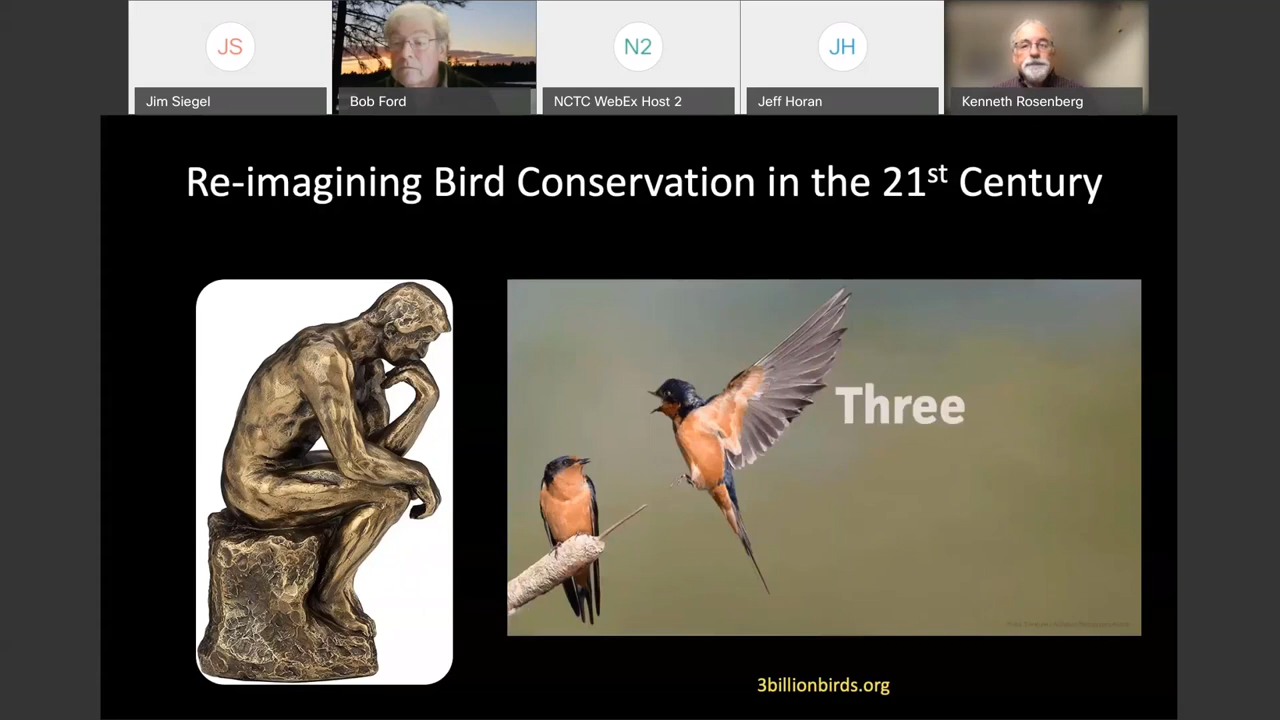 JS
N2
JH
Jim Siegel
Bob Ford
NCTC WebEx Host 2
Jeff Horan
Kenneth Rosenberg
Re-imagining Bird Conservation in the 21st Century
Three
3billionbirds.org